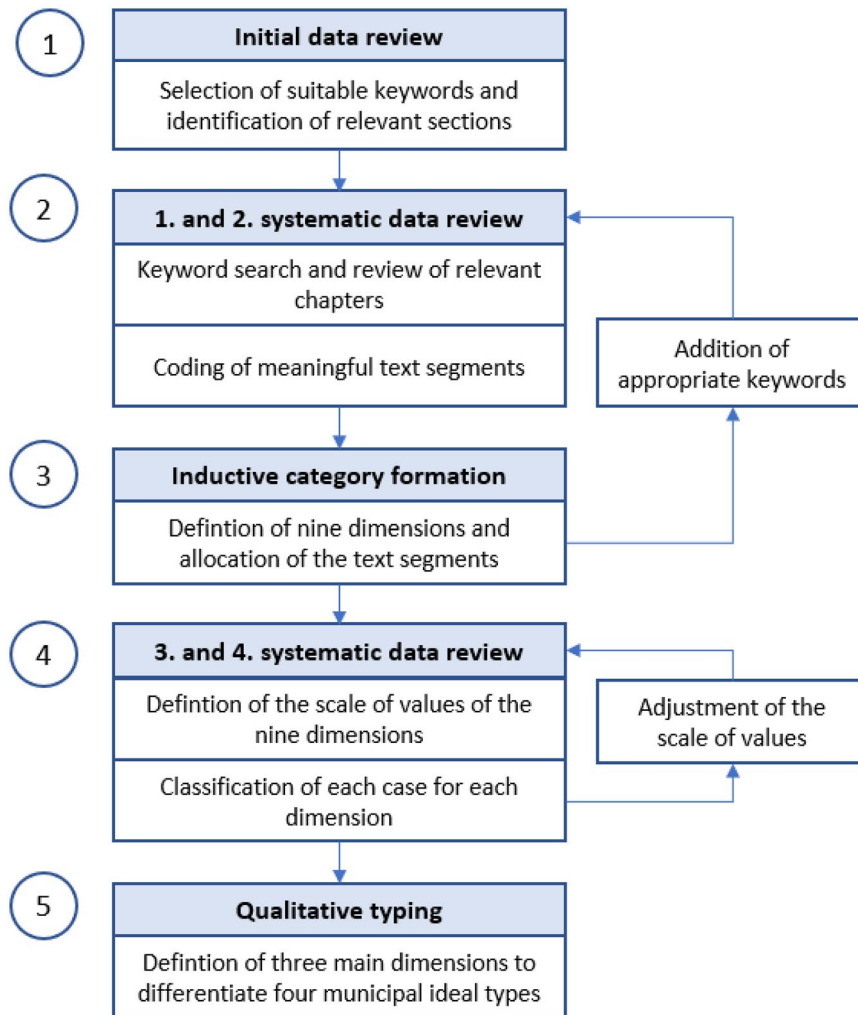 1
Initial data review
Selection of suitable keywords and
identification of relevant sections
2
1. and 2. systematic data review
Keyword search and review of relevant
chapters
Coding of meaningful text segments
Addition of
appropriate keywords
3
Inductive category formation
Defintion of nine dimensions and
allocation of the text segments
4
3. and 4. systematic data review
Defintion of the scale of values of the
nine dimensions
Classification of each case for each
dimension
Adjustment of the
scale of values
5
Qualitative typing
Defintion of three main dimensions to
differentiate four municipal ideal types